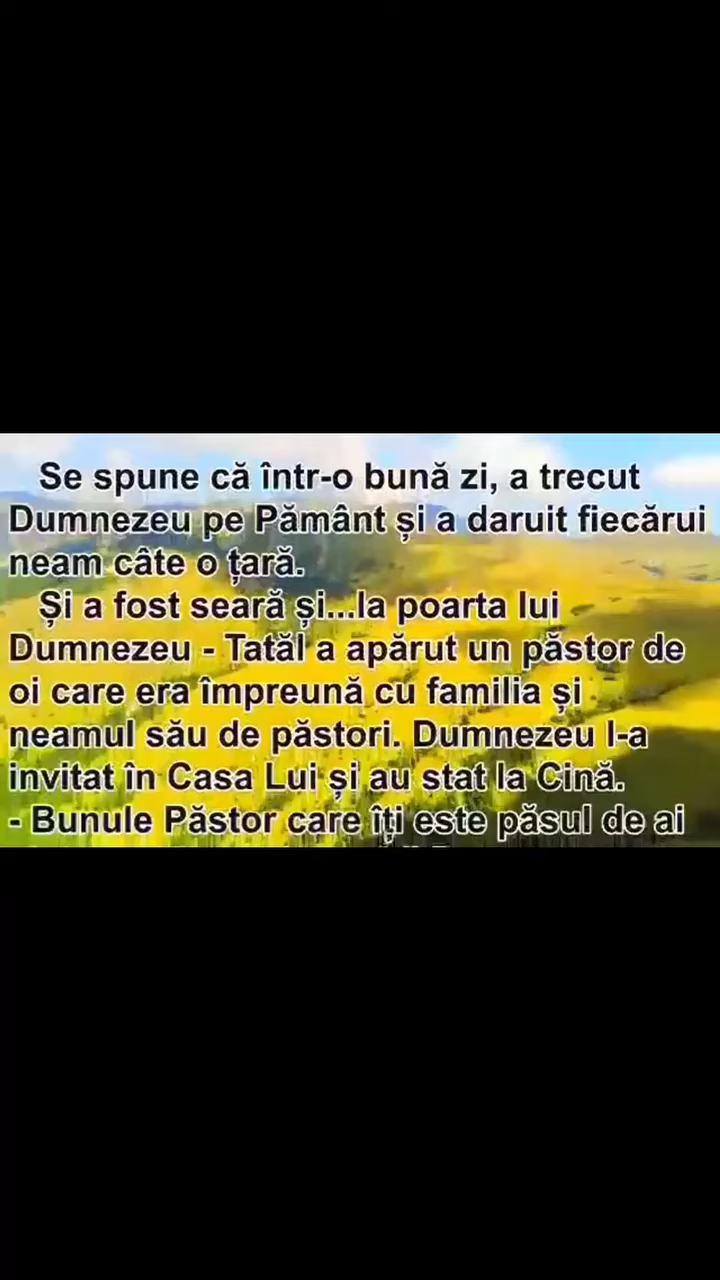 Se spune că într-o bună zi, a trecut
Dumnezeu pe Pământ și a daruit fiecărui
neam câte o țară.
Și a fost seară și...la poarta lui
Dumnezeu - Tatăl a apărut un păstor de
oi care era împreună cu familia și
neamul său de păstori. Dumnezeu l-a
invitat în Casa Lui și au stat la Cină.
- Bunule Păstor care îți este păsul de ai